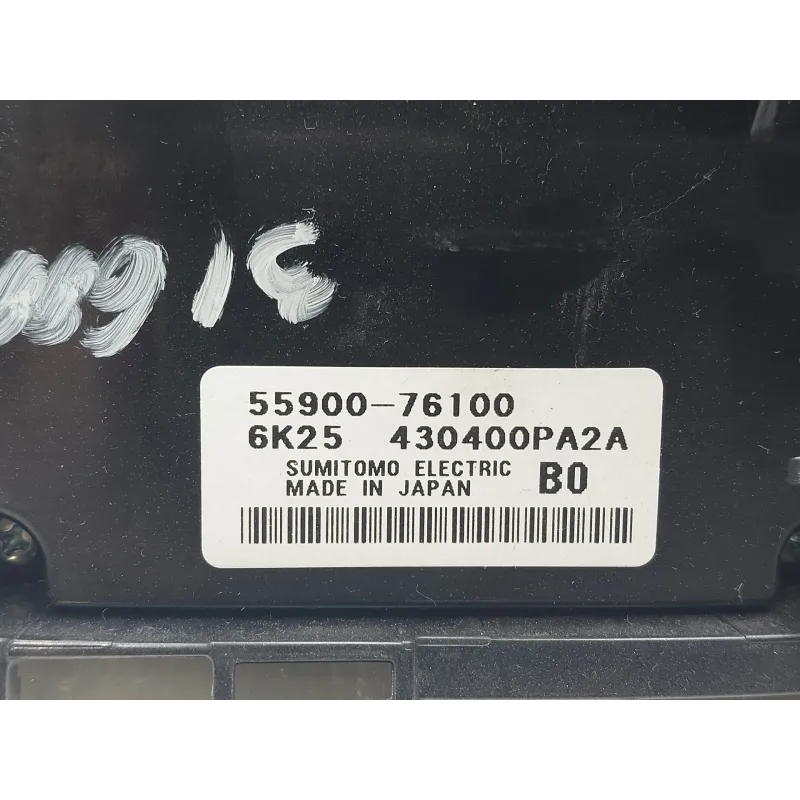 55900-76100
6K25 430400PA2A
SUMITOMO ELECTRIC B0
MADE IN JAPAN